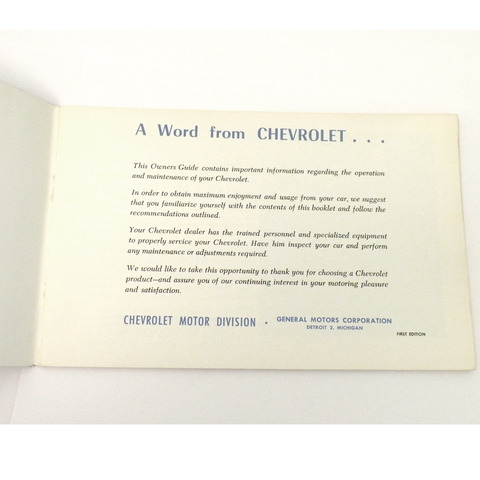 A Word from CHEVROLET . . .
This Owners Guide contains important information regarding the operation
and maintenance of your Chevrolet.
In order to obtain maximum enjoyment and usage from your car, we suggest
that you familiarize yourself with the contents of this booklet and follow the
recommendations outlined.
Your Chevrolet dealer has the trained personnel and specialized equipment
to properly service your Chevrolet. Have him inspect your car and perform
any maintenance or adjustments required.
We would like to take this opportunity to thank you for choosing a Chevrolet
product—and assure you of our continuing interest in your motoring pleasure
and satisfaction.
CHEVROLET MOTOR DIVISION • GENERAL MOTORS CORPORATION
DETROIT 2, MICHIGAN
FIRST EDITION